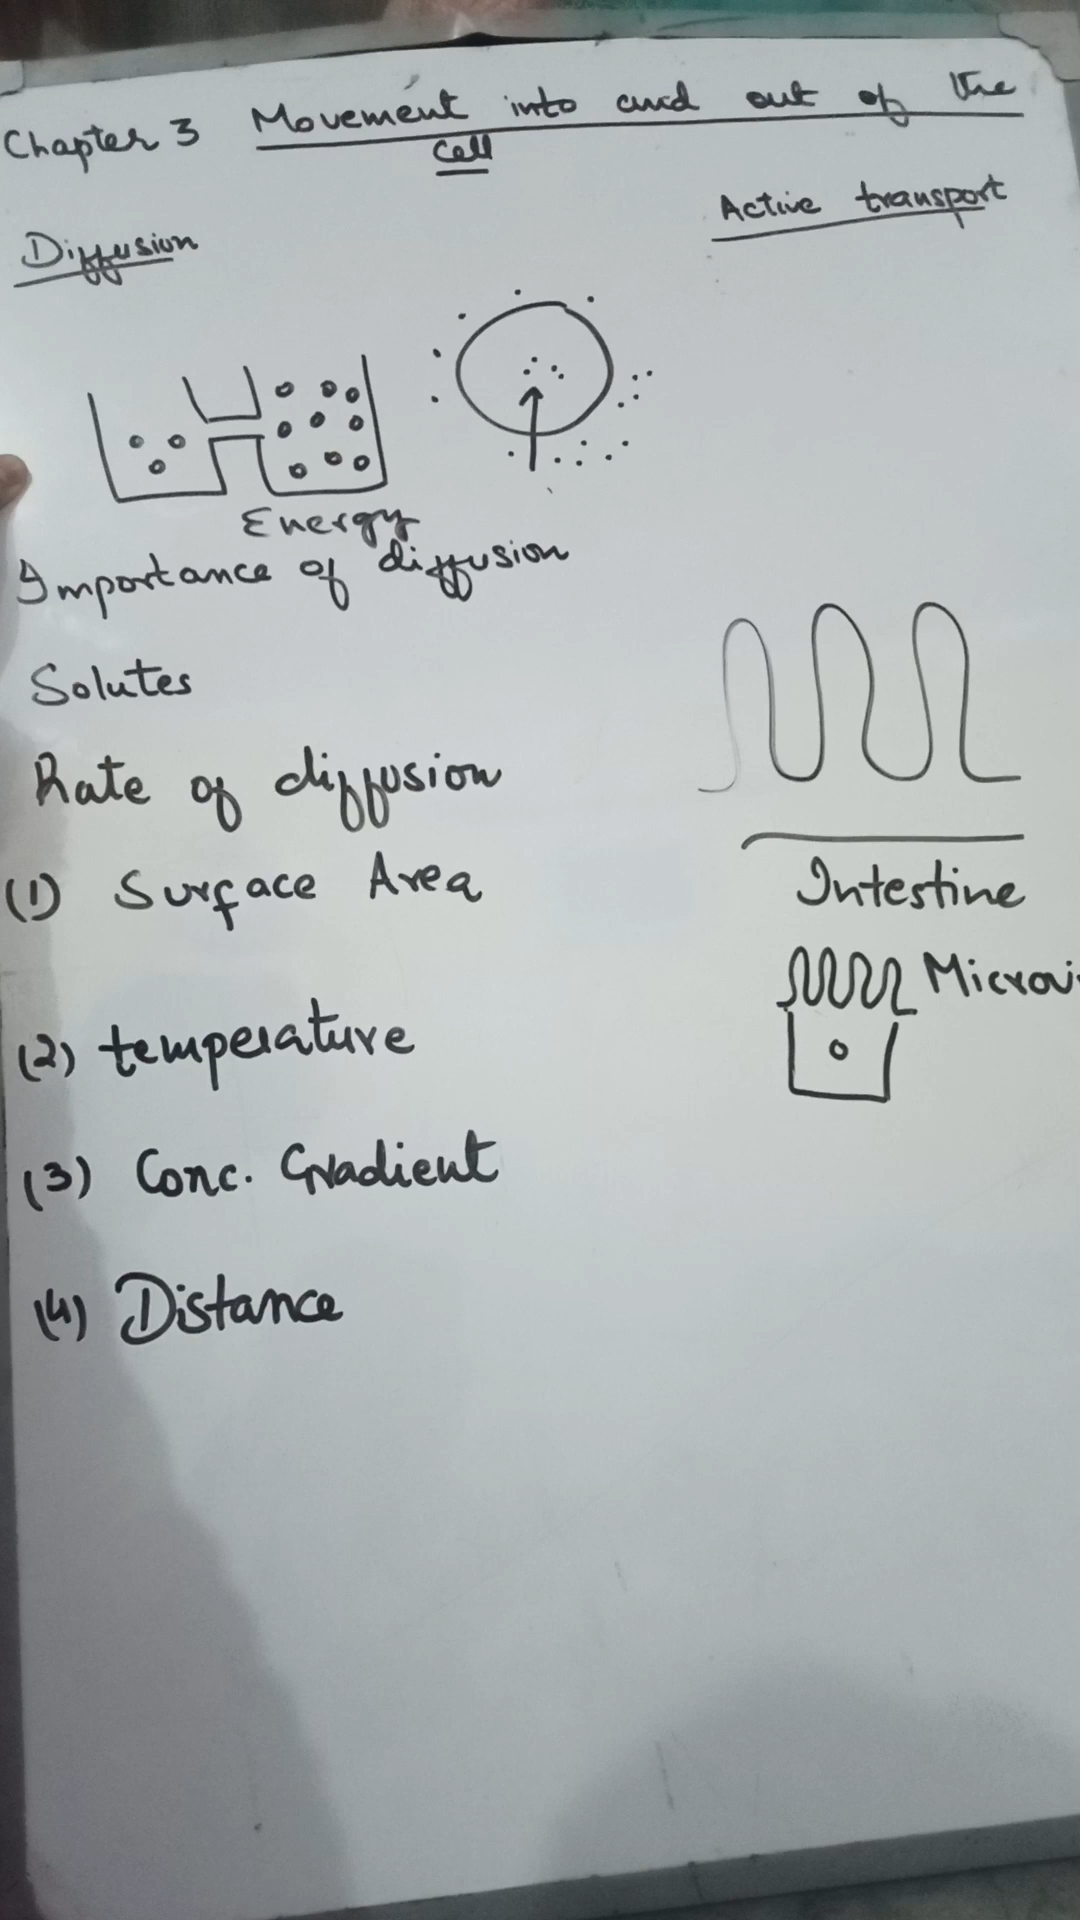 Chapter 3 Movement into and out of the
cell
Active transport
Diffusion
Energy
Importance of diffusion
Solutes
Rate of diffusion
(1) Surface Area
Intestine
Microvi
(2) temperature
(3) Conc. Gradient
(4) Distance